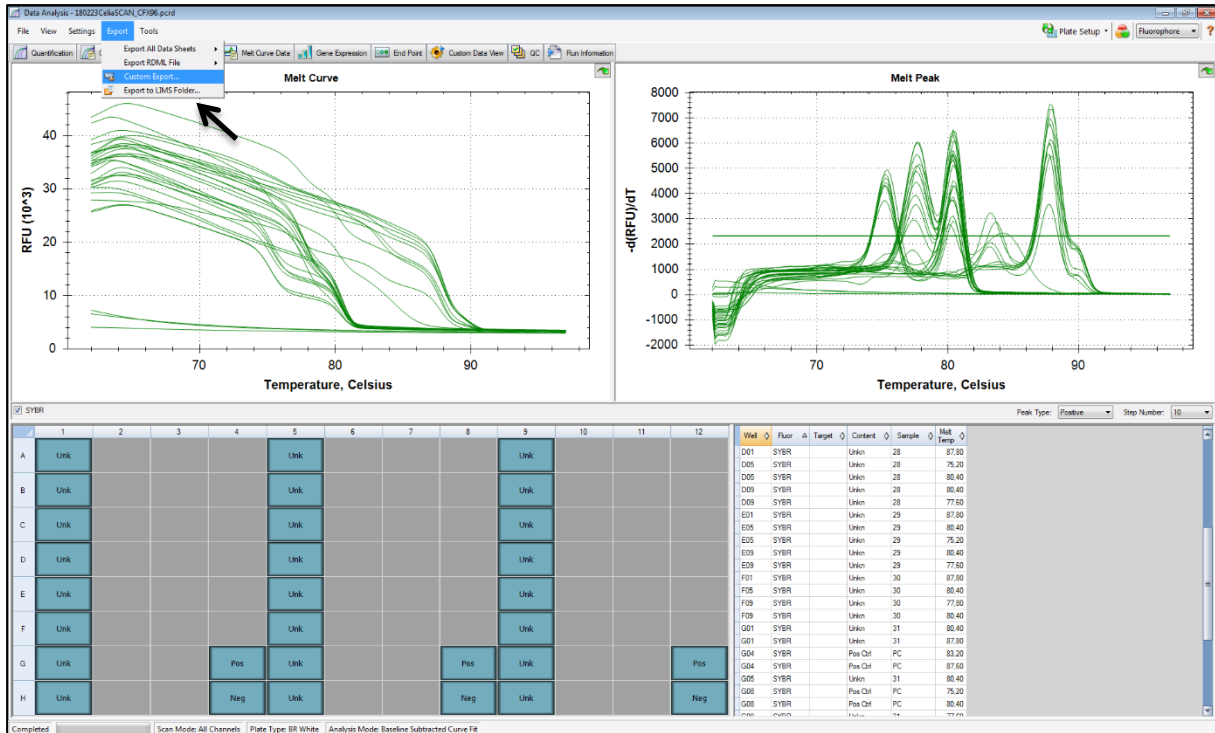 Data Analysis - 180223CeliaSCAN_CFX96.pcrd
File View Settings Export Tools
Plate Setup Fluorophore ?
Export All Data Sheets
Export RDML File
Custom Export...
Export to LIMS Folder...
Quantification Melt Curve Data Gene Expression End Point Custom Data View QC Run Information
Melt Curve
RFU (10^3)
40
30
20
10
0
70 80 90
Temperature, Celsius
Melt Peak
-d(RFU)/dT
8000
7000
6000
5000
4000
3000
2000
1000
0
-1000
-2000
70 80 90
Temperature, Celsius
SYBR
Peak Type: Positive Step Number: 10
1 2 3 4 5 6 7 8 9 10 11 12
A Unk Unk Unk
B Unk Unk Unk
C Unk Unk Unk
D Unk Unk Unk
E Unk Unk Unk
F Unk Unk Unk
G Unk Pos Unk Pos Unk Pos
H Unk Neg Unk Neg Unk Neg
Well Fluor Target Content Sample Melt Temp
D01 SYBR Unkn 28 87,80
D05 SYBR Unkn 28 75,20
D05 SYBR Unkn 28 80,40
D09 SYBR Unkn 28 80,40
D09 SYBR Unkn 28 77,60
E01 SYBR Unkn 29 87,80
E05 SYBR Unkn 29 80,40
E05 SYBR Unkn 29 75,20
E09 SYBR Unkn 29 80,40
E09 SYBR Unkn 29 77,60
F01 SYBR Unkn 30 87,80
F05 SYBR Unkn 30 80,40
F09 SYBR Unkn 30 77,80
F09 SYBR Unkn 30 80,40
G01 SYBR Unkn 31 80,40
G01 SYBR Unkn 31 87,80
G04 SYBR Pos Ctrl PC 83,20
G04 SYBR Pos Ctrl PC 87,60
G05 SYBR Unkn 31 80,40
G08 SYBR Pos Ctrl PC 75,20
G08 SYBR Pos Ctrl PC 80,40
Completed Scan Mode: All Channels Plate Type: BR White Analysis Mode: Baseline Subtracted Curve Fit